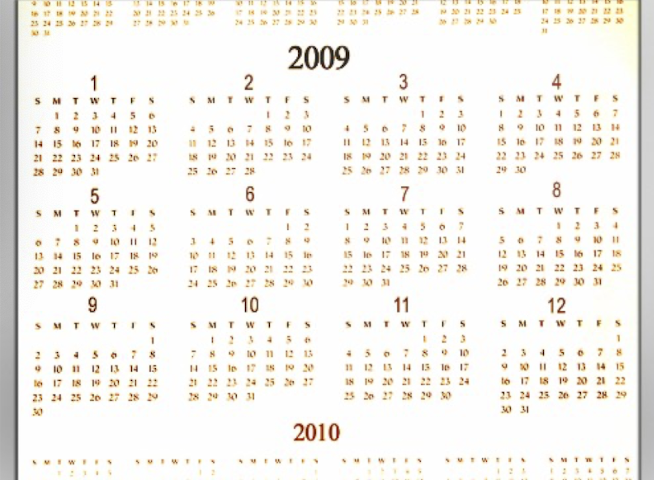 2009
1 2 3 4
S M T W T F S S M T W T F S S M T W T F S S M T W T F S
1 2 3 4 5 6 1 2 3 1 2 3 1 2 3 4 5 6 7
7 8 9 10 11 12 13 4 5 6 7 8 9 10 4 5 6 7 8 9 10 8 9 10 11 12 13 14
14 15 16 17 18 19 20 11 12 13 14 15 16 17 11 12 13 14 15 16 17 15 16 17 18 19 20 21
21 22 23 24 25 26 27 18 19 20 21 22 23 24 18 19 20 21 22 23 24 22 23 24 25 26 27 28
28 29 30 31 25 26 27 28 25 26 27 28 29 30 31 29 30
5 6 7 8
S M T W T F S S M T W T F S S M T W T F S S M T W T F S
1 2 3 4 5 1 2 1 2 3 4 5 6 7 1 2 3 4
6 7 8 9 10 11 12 3 4 5 6 7 8 9 8 9 10 11 12 13 14 5 6 7 8 9 10 11
13 14 15 16 17 18 19 10 11 12 13 14 15 16 15 16 17 18 19 20 21 12 13 14 15 16 17 18
20 21 22 23 24 25 26 17 18 19 20 21 22 23 22 23 24 25 26 27 28 19 20 21 22 23 24 25
27 28 29 30 31 24 25 26 27 28 29 30 29 30 31 26 27 28 29 30 31
9 10 11 12
S M T W T F S S M T W T F S S M T W T F S S M T W T F S
1 1 2 3 4 5 6 1 2 3 1
2 3 4 5 6 7 8 7 8 9 10 11 12 13 4 5 6 7 8 9 10 2 3 4 5 6 7 8
9 10 11 12 13 14 15 14 15 16 17 18 19 20 11 12 13 14 15 16 17 9 10 11 12 13 14 15
16 17 18 19 20 21 22 21 22 23 24 25 26 27 18 19 20 21 22 23 24 16 17 18 19 20 21 22
23 24 25 26 27 28 29 28 29 30 31 25 26 27 28 29 30 23 24 25 26 27 28 29
30 30 31
2010